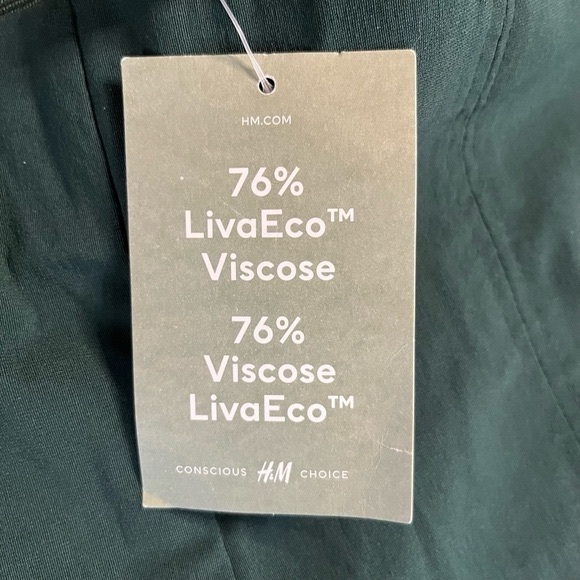 HM.COM
76%
LivaEco™
Viscose
76%
Viscose
LivaEco™
CONSCIOUS H&M CHOICE